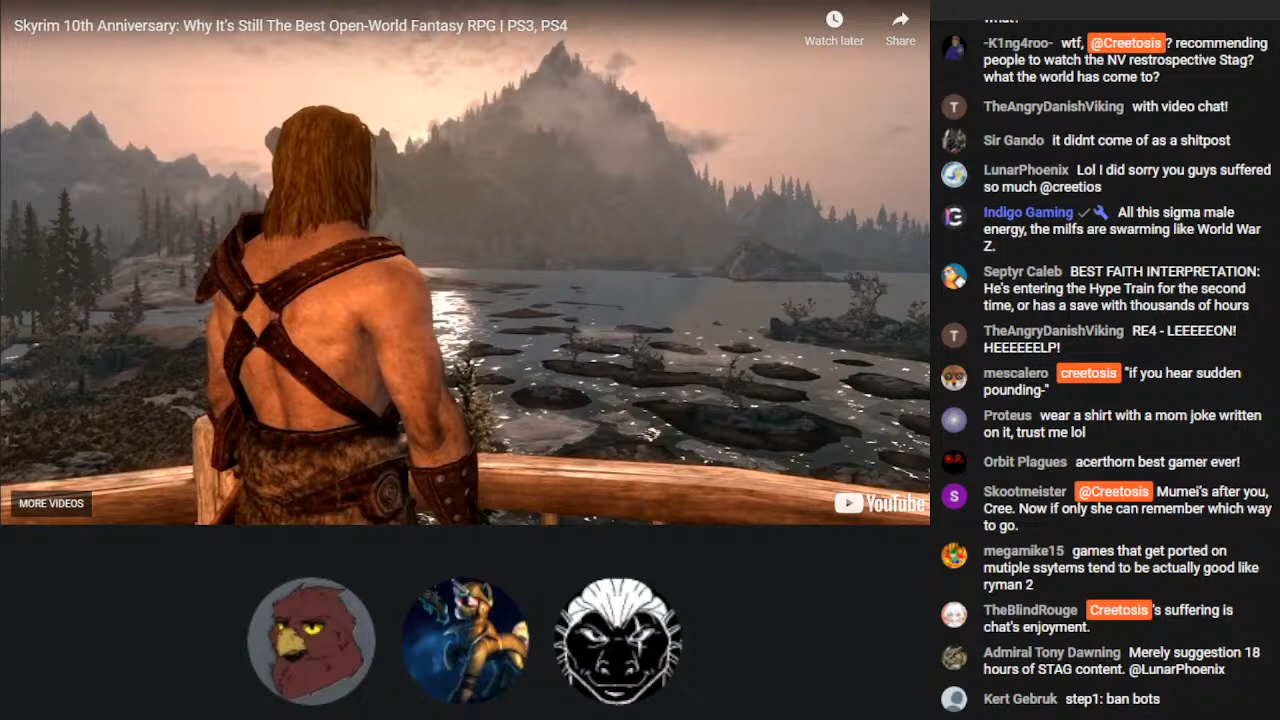 Skyrim 10th Anniversary: Why It's Still The Best Open-World Fantasy RPG | PS3, PS4
Watch later
Share
MORE VIDEOS
YouTube
what?
-K1ng4roo- wtf, @Creetosis ? recommending
people to watch the NV restrospective Stag?
what the world has come to?
T
TheAngryDanishViking with video chat!
Sir Gando it didnt come of as a shitpost
LunarPhoenix Lol I did sorry you guys suffered
so much @creetios
Indigo Gaming All this sigma male
energy, the milfs are swarming like World War
Z.
Septyr Caleb BEST FAITH INTERPRETATION:
He's entering the Hype Train for the second
time, or has a save with thousands of hours
T
TheAngryDanishViking RE4 - LEEEEEON!
HEEEEEELP!
mescalero creetosis "if you hear sudden
pounding-"
Proteus wear a shirt with a mom joke written
on it, trust me lol
O.R.
Orbit Plagues acerthorn best gamer ever!
S
Skootmeister @Creetosis Mumei's after you,
Cree. Now if only she can remember which way
to go.
megamike15 games that get ported on
mutiple ssytems tend to be actually good like
ryman 2
TheBlindRouge Creetosis 's suffering is
chat's enjoyment.
Admiral Tony Dawning Merely suggestion 18
hours of STAG content. @LunarPhoenix
Kert Gebruk step1: ban bots